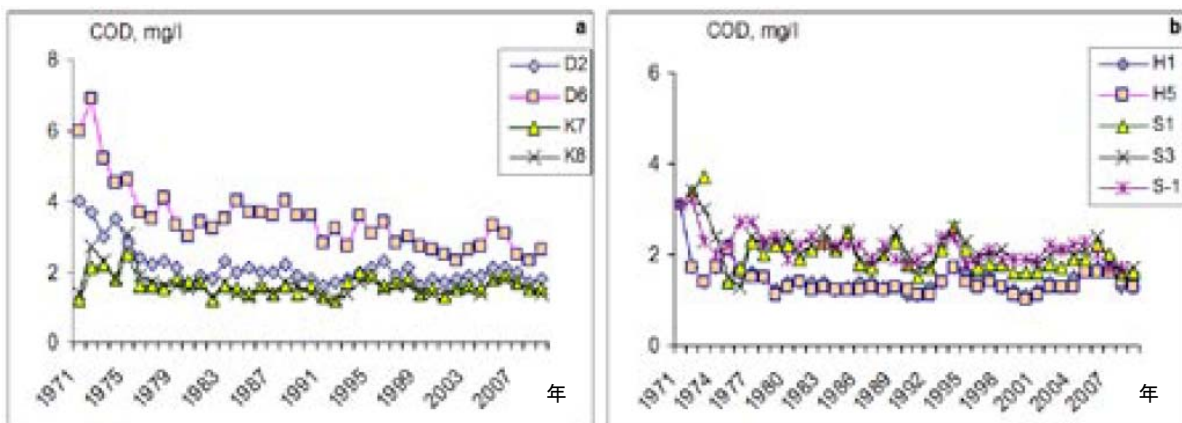 COD, mg/l
a
D2
D6
K7
K8
8
6
4
2
0
1971
1975
1979
1983
1987
1991
1995
1999
2003
2007
年
COD, mg/l
b
H1
H5
S1
S3
S-1
6
4
2
0
1971
1974
1977
1980
1983
1986
1989
1992
1995
1998
2001
2004
2007
年